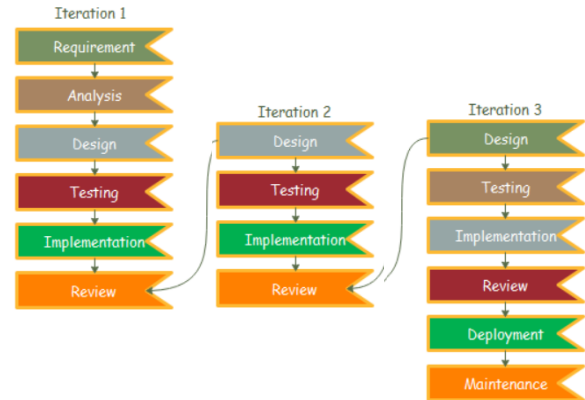 Iteration 1
Requirement
Analysis
Design
Testing
Implementation
Review
Iteration 2
Design
Testing
Implementation
Review
Iteration 3
Design
Testing
Implementation
Review
Deployment
Maintenance